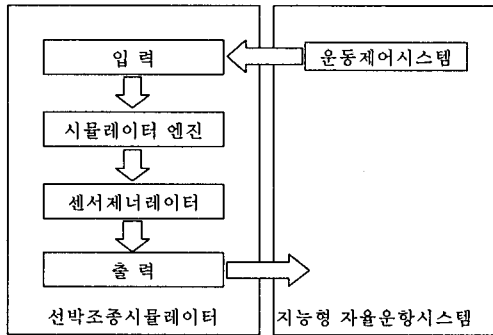 입 력
운동제어시스템
시뮬레이터 엔진
센서제너레이터
출 력
선박조종시뮬레이터
지능형 자율운항시스템